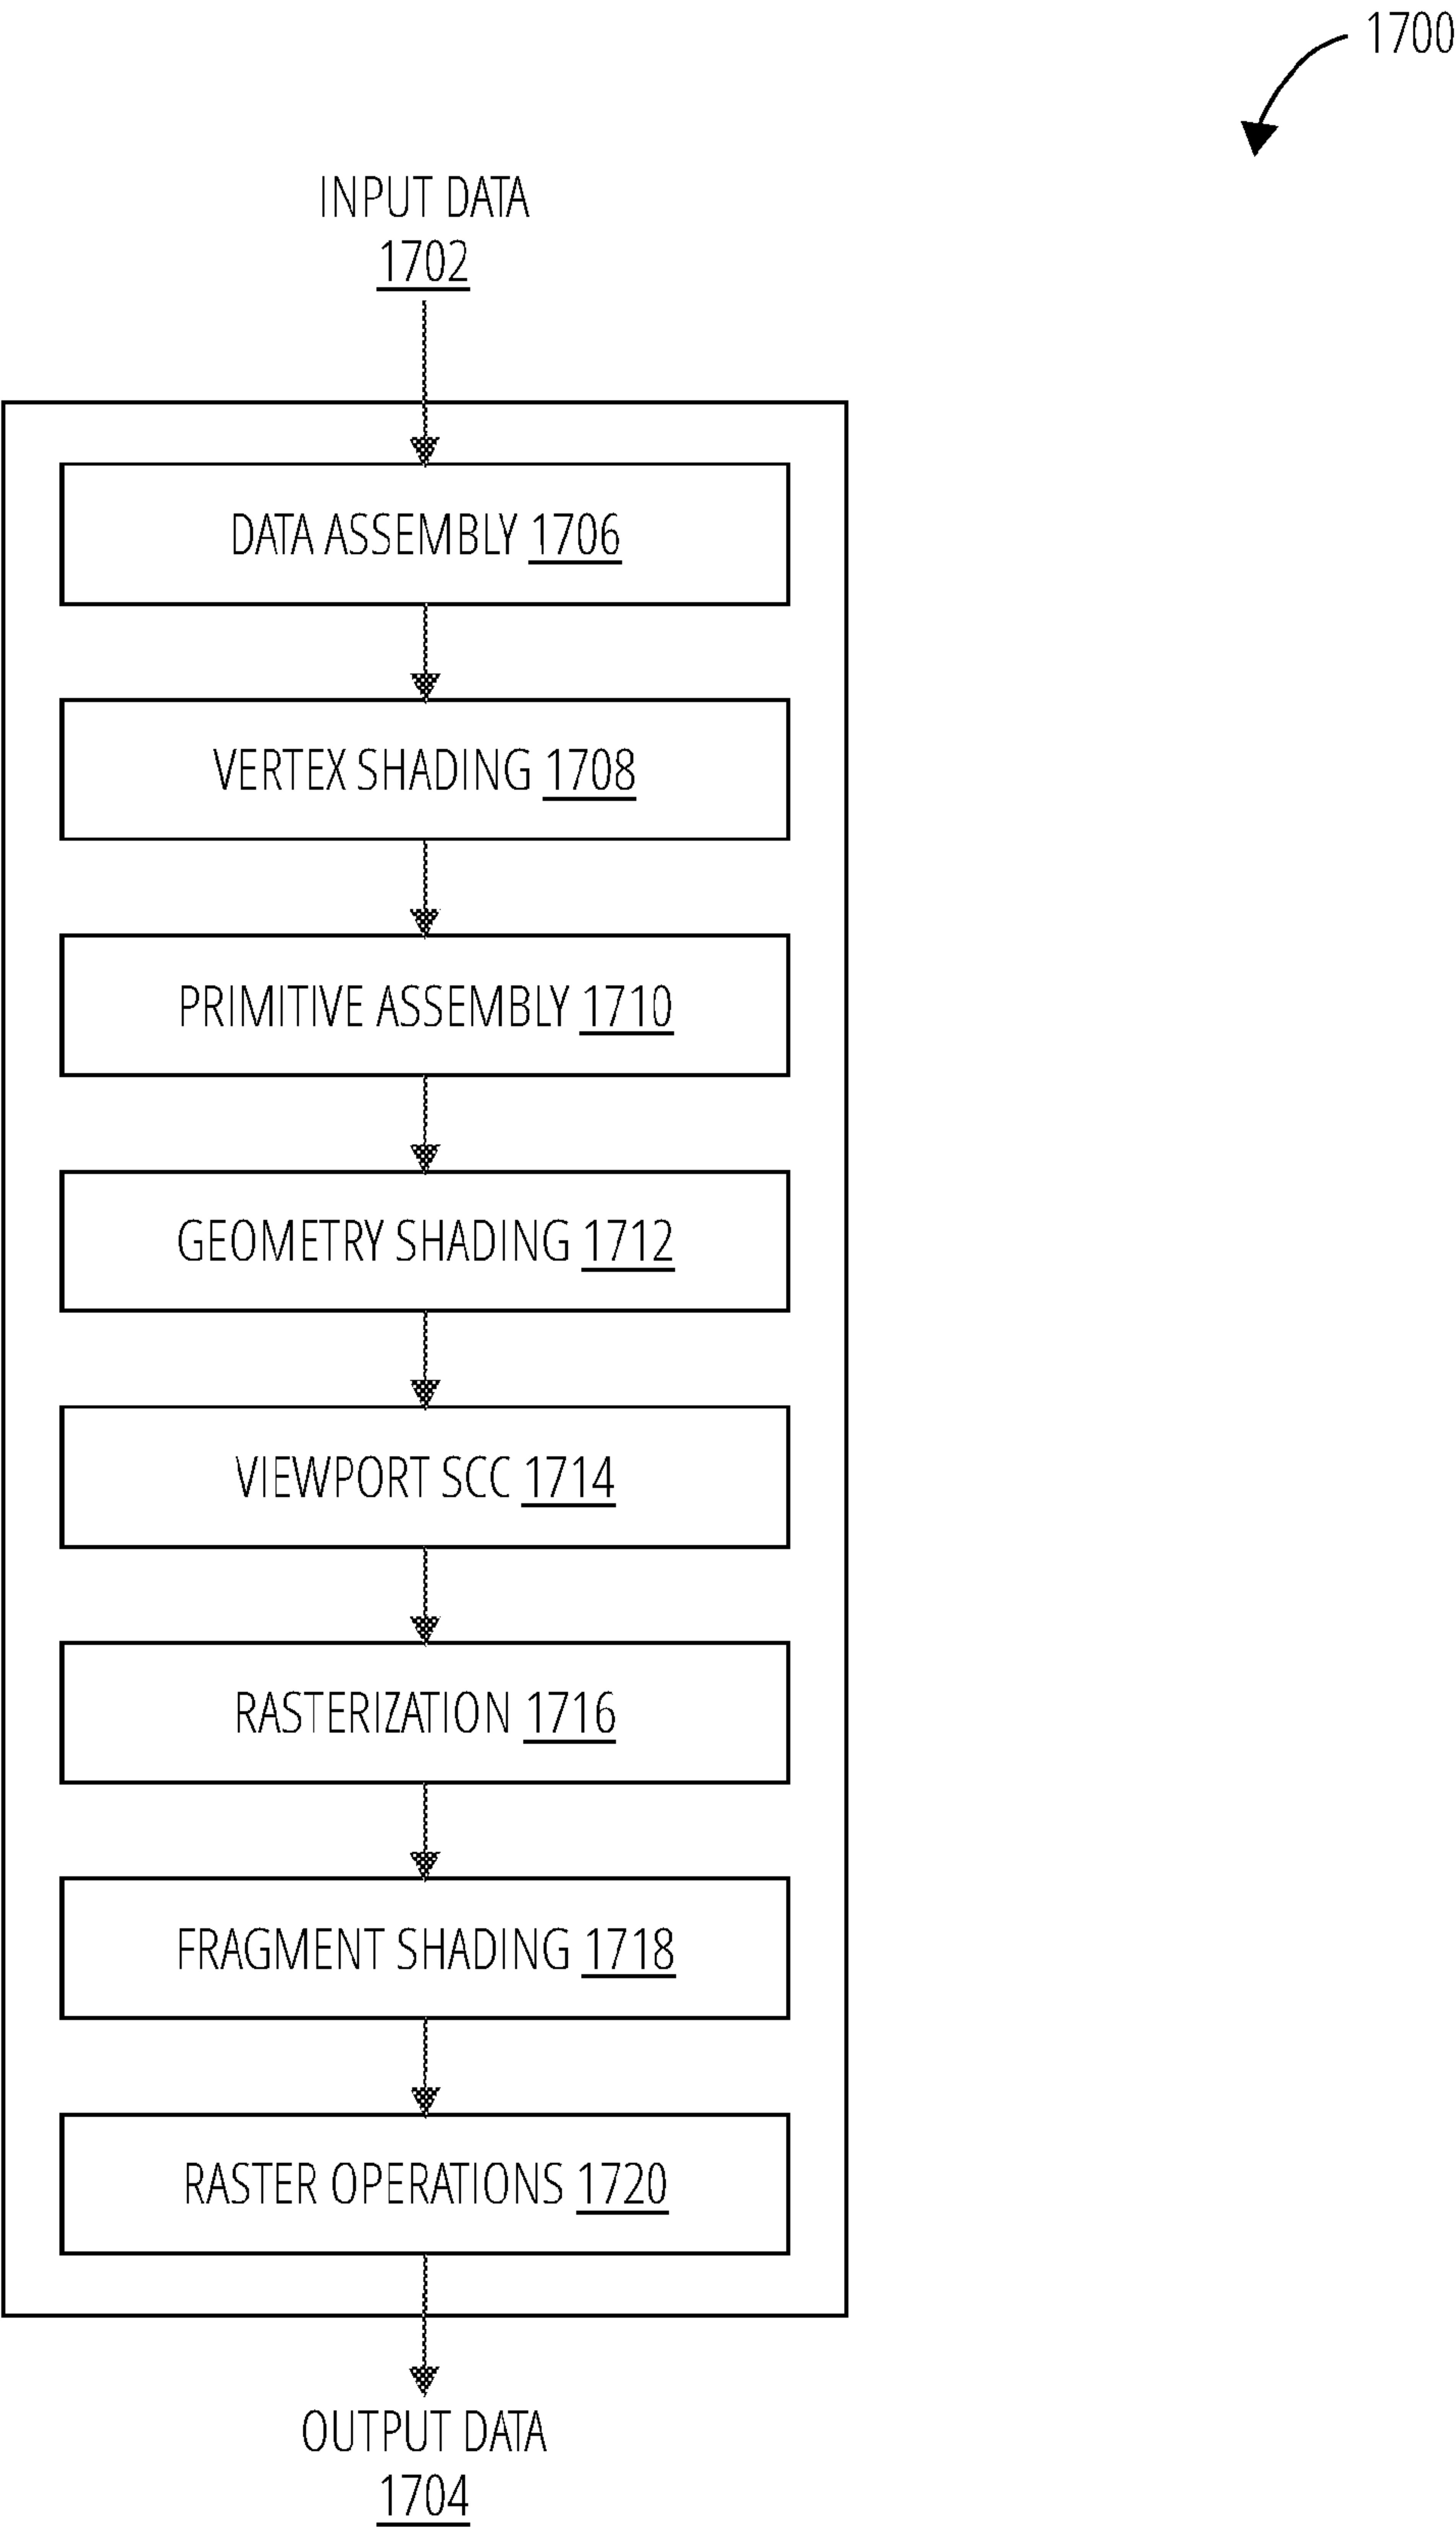 1700
INPUT DATA
1702
DATA ASSEMBLY 1706
VERTEX SHADING 1708
PRIMITIVE ASSEMBLY 1710
GEOMETRY SHADING 1712
VIEWPORT SCC 1714
RASTERIZATION 1716
FRAGMENT SHADING 1718
RASTER OPERATIONS 1720
OUTPUT DATA
1704